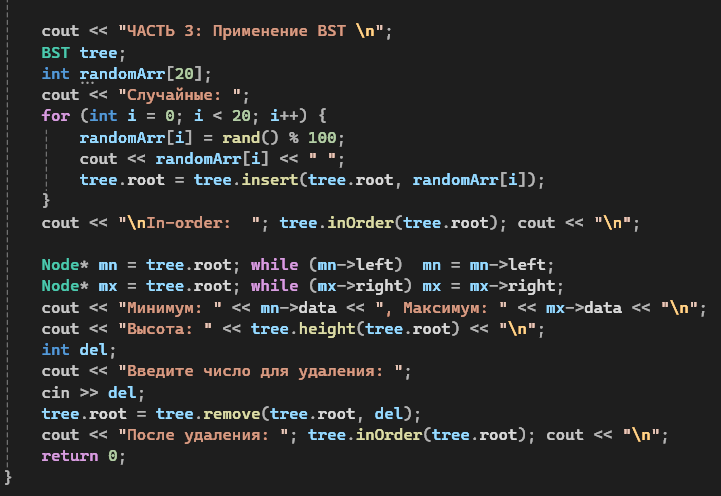 cout << "ЧАСТЬ 3: Применение BST \n";
BST tree;
int randomArr[20];
cout << "Случайные: ";
for (int i = 0; i < 20; i++) {
randomArr[i] = rand() % 100;
cout << randomArr[i] << " ";
tree.root = tree.insert(tree.root, randomArr[i]);
}
cout << "\nIn-order:  "; tree.inOrder(tree.root); cout << "\n";
Node* mn = tree.root; while (mn->left)  mn = mn->left;
Node* mx = tree.root; while (mx->right) mx = mx->right;
cout << "Минимум: " << mn->data << ", Максимум: " << mx->data << "\n";
cout << "Высота: " << tree.height(tree.root) << "\n";
int del;
cout << "Введите число для удаления: ";
cin >> del;
tree.root = tree.remove(tree.root, del);
cout << "После удаления: "; tree.inOrder(tree.root); cout << "\n";
return 0;
}